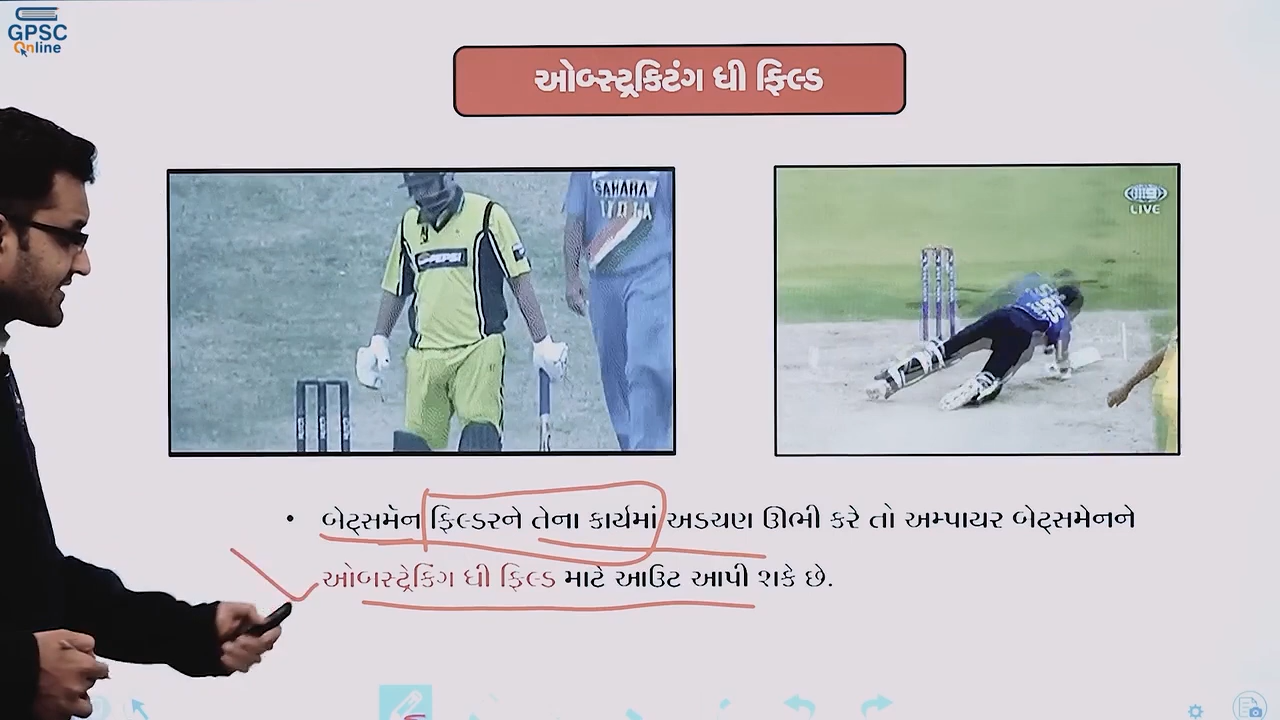 GPSC
Online
ઓબ્સ્ટ્રકિટંગ ધી ફિલ્ડ
SAHARA
PEPSI
LIVE
• બેટ્સમૅન ફિલ્ડરને તેના કાર્યમાં અડચણ ઊભી કરે તો અમ્પાયર બેટ્સમેનને
ઓબસ્ટ્રેકિંગ ધી ફિલ્ડ માટે આઉટ આપી શકે છે.